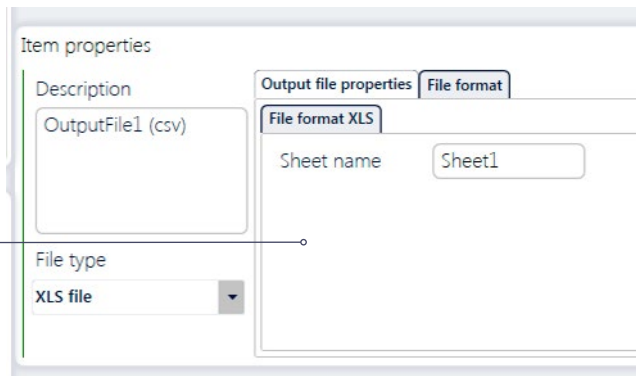 Item properties
Description
OutputFile1 (csv)
File type
XLS file
Output file properties
File format
File format XLS
Sheet name
Sheet1